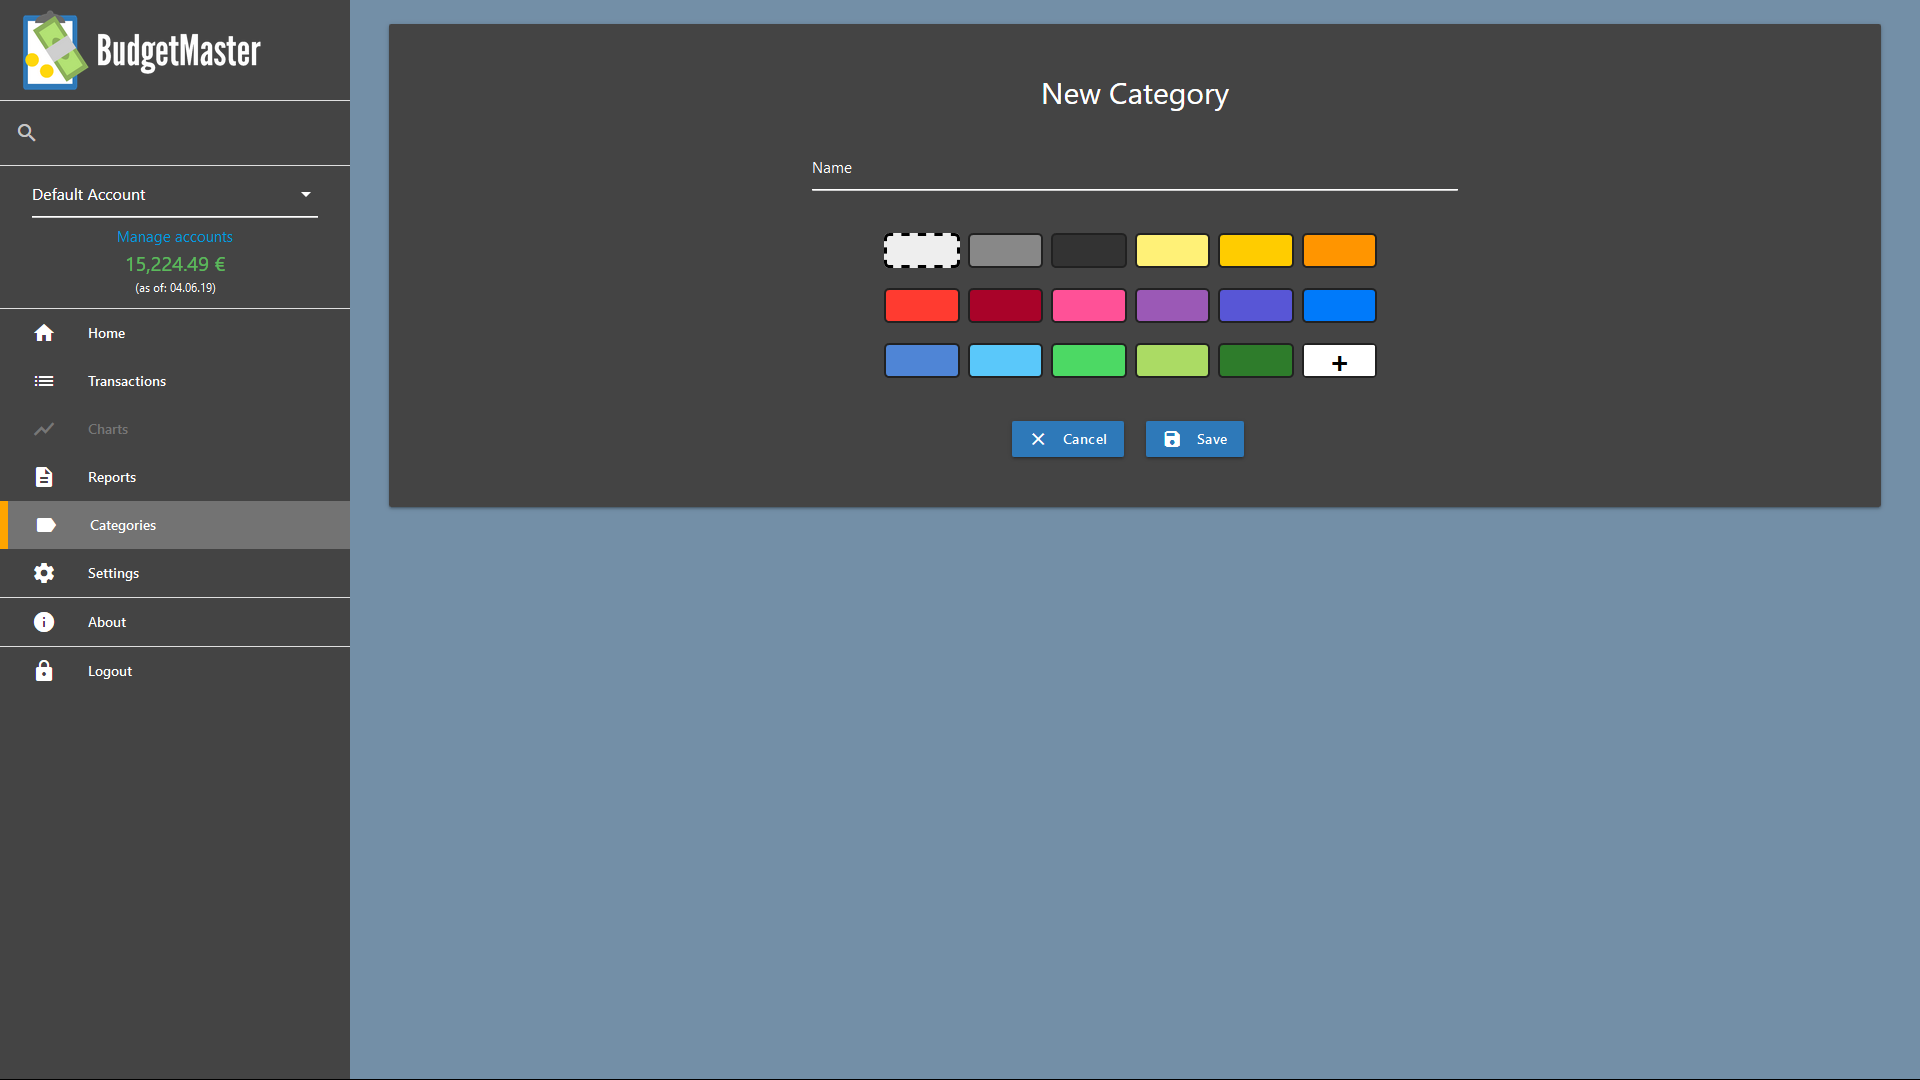 BudgetMaster
Default Account
Manage accounts
15,224.49 €
(as of: 04.06.19)
Home
Transactions
Charts
Reports
Categories
Settings
About
Logout
New Category
Name
+
Cancel
Save